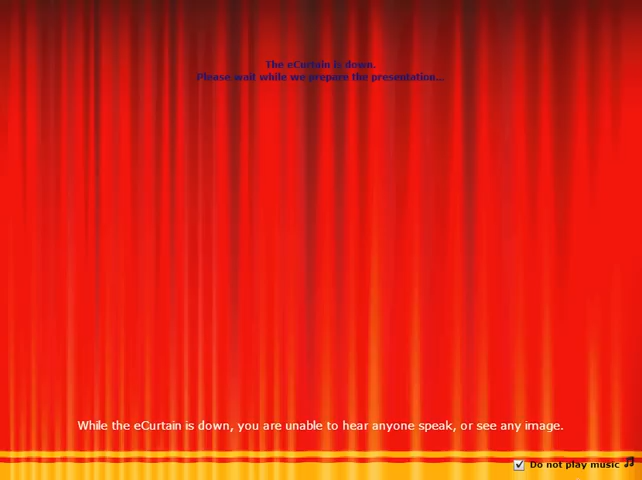 The eCurtain is down.
Please wait while we prepare the presentation...
While the eCurtain is down, you are unable to hear anyone speak, or see any image.
Do not play music